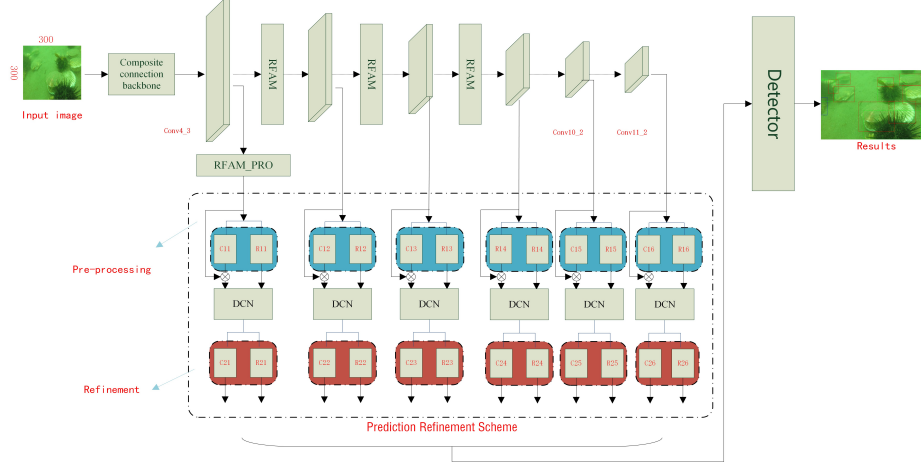 300
300
Input image
Composite
connection
backbone
Conv4_3
RFAM
RFAM
RFAM
Conv10_2
Conv11_2
Detector
Results
RFAM_PRO
Pre-processing
C11 R11
C12 R12
C13 R13
R14 R14
C15 R15
C16 R16
DCN
DCN
DCN
DCN
DCN
DCN
Refinement
C21 R21
C22 R22
C23 R23
C24 R24
C25 R25
C26 R26
Prediction Refinement Scheme